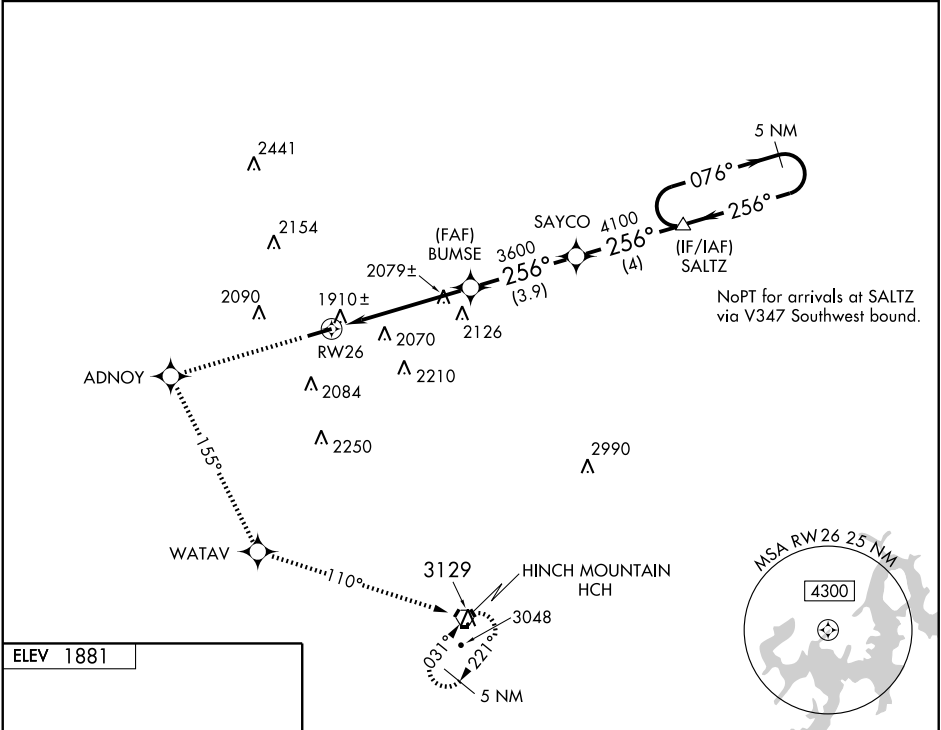 5 NM
2441
076°
256°
SAYCO
4100
256°
(4)
(IF/IAF)
SALTZ
2154
(FAF)
BUMSE
3600
256°
(3.9)
2079±
NoPT for arrivals at SALTZ
via V347 Southwest bound.
2090
1910±
2126
RW26
2070
ADNOY
2210
2084
2250
2990
155°
WATAV
110°
3129
HINCH MOUNTAIN
HCH
3048
031°
221°
5 NM
MSA RW26 25 NM
4300
ELEV 1881